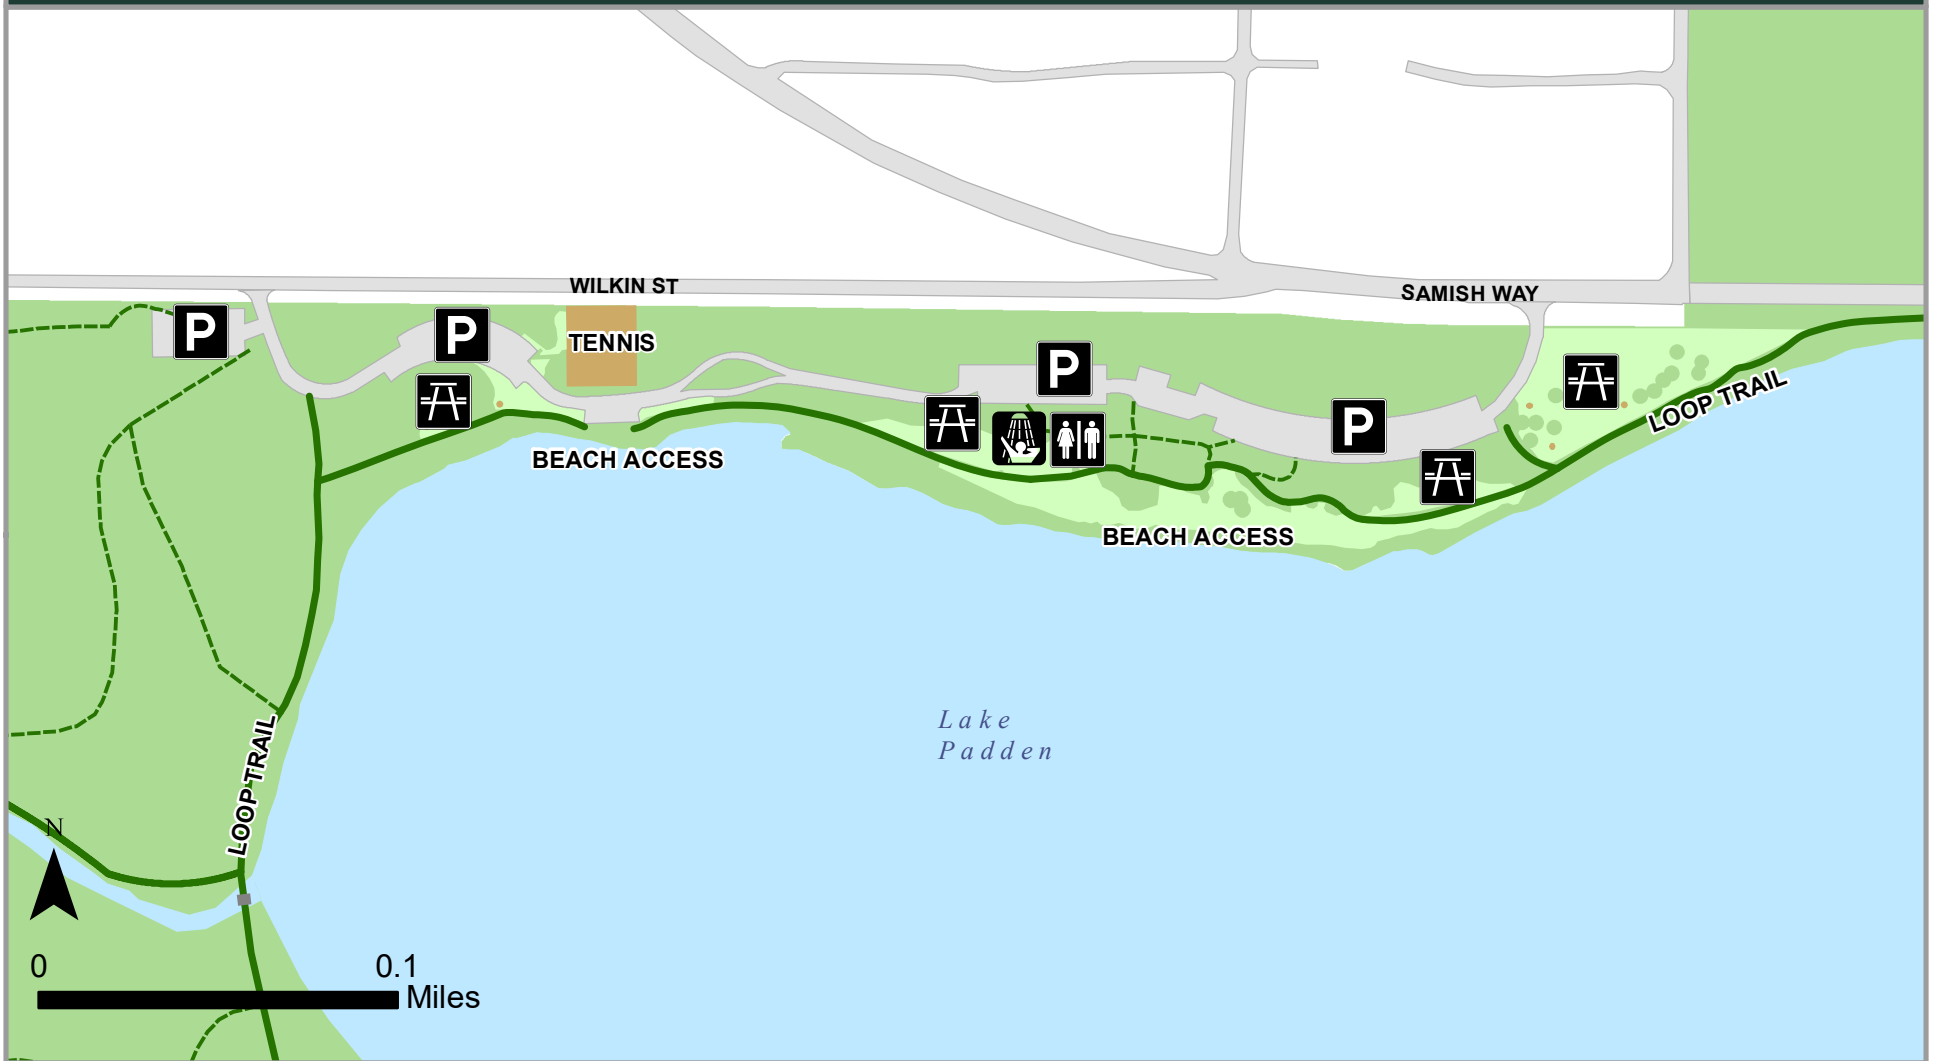 WILKIN ST
SAMISH WAY
P
P
TENNIS
P
P
LOOP TRAIL
BEACH ACCESS
BEACH ACCESS
Lake
Padden
LOOP TRAIL
N
0 0.1
Miles